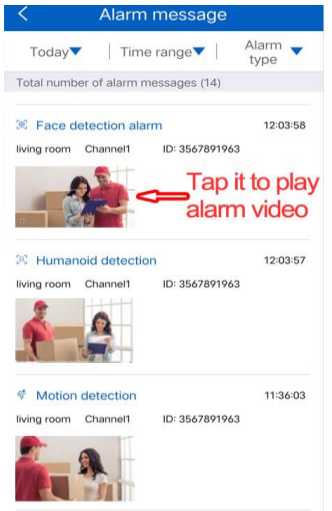 Alarm message
Today Time range Alarm type
Total number of alarm messages (14)
Face detection alarm 12:03:58
living room Channel1 ID: 3567891963
Tap it to play
alarm video
Humanoid detection 12:03:57
living room Channel1 ID: 3567891963
Motion detection 11:36:03
living room Channel1 ID: 3567891963